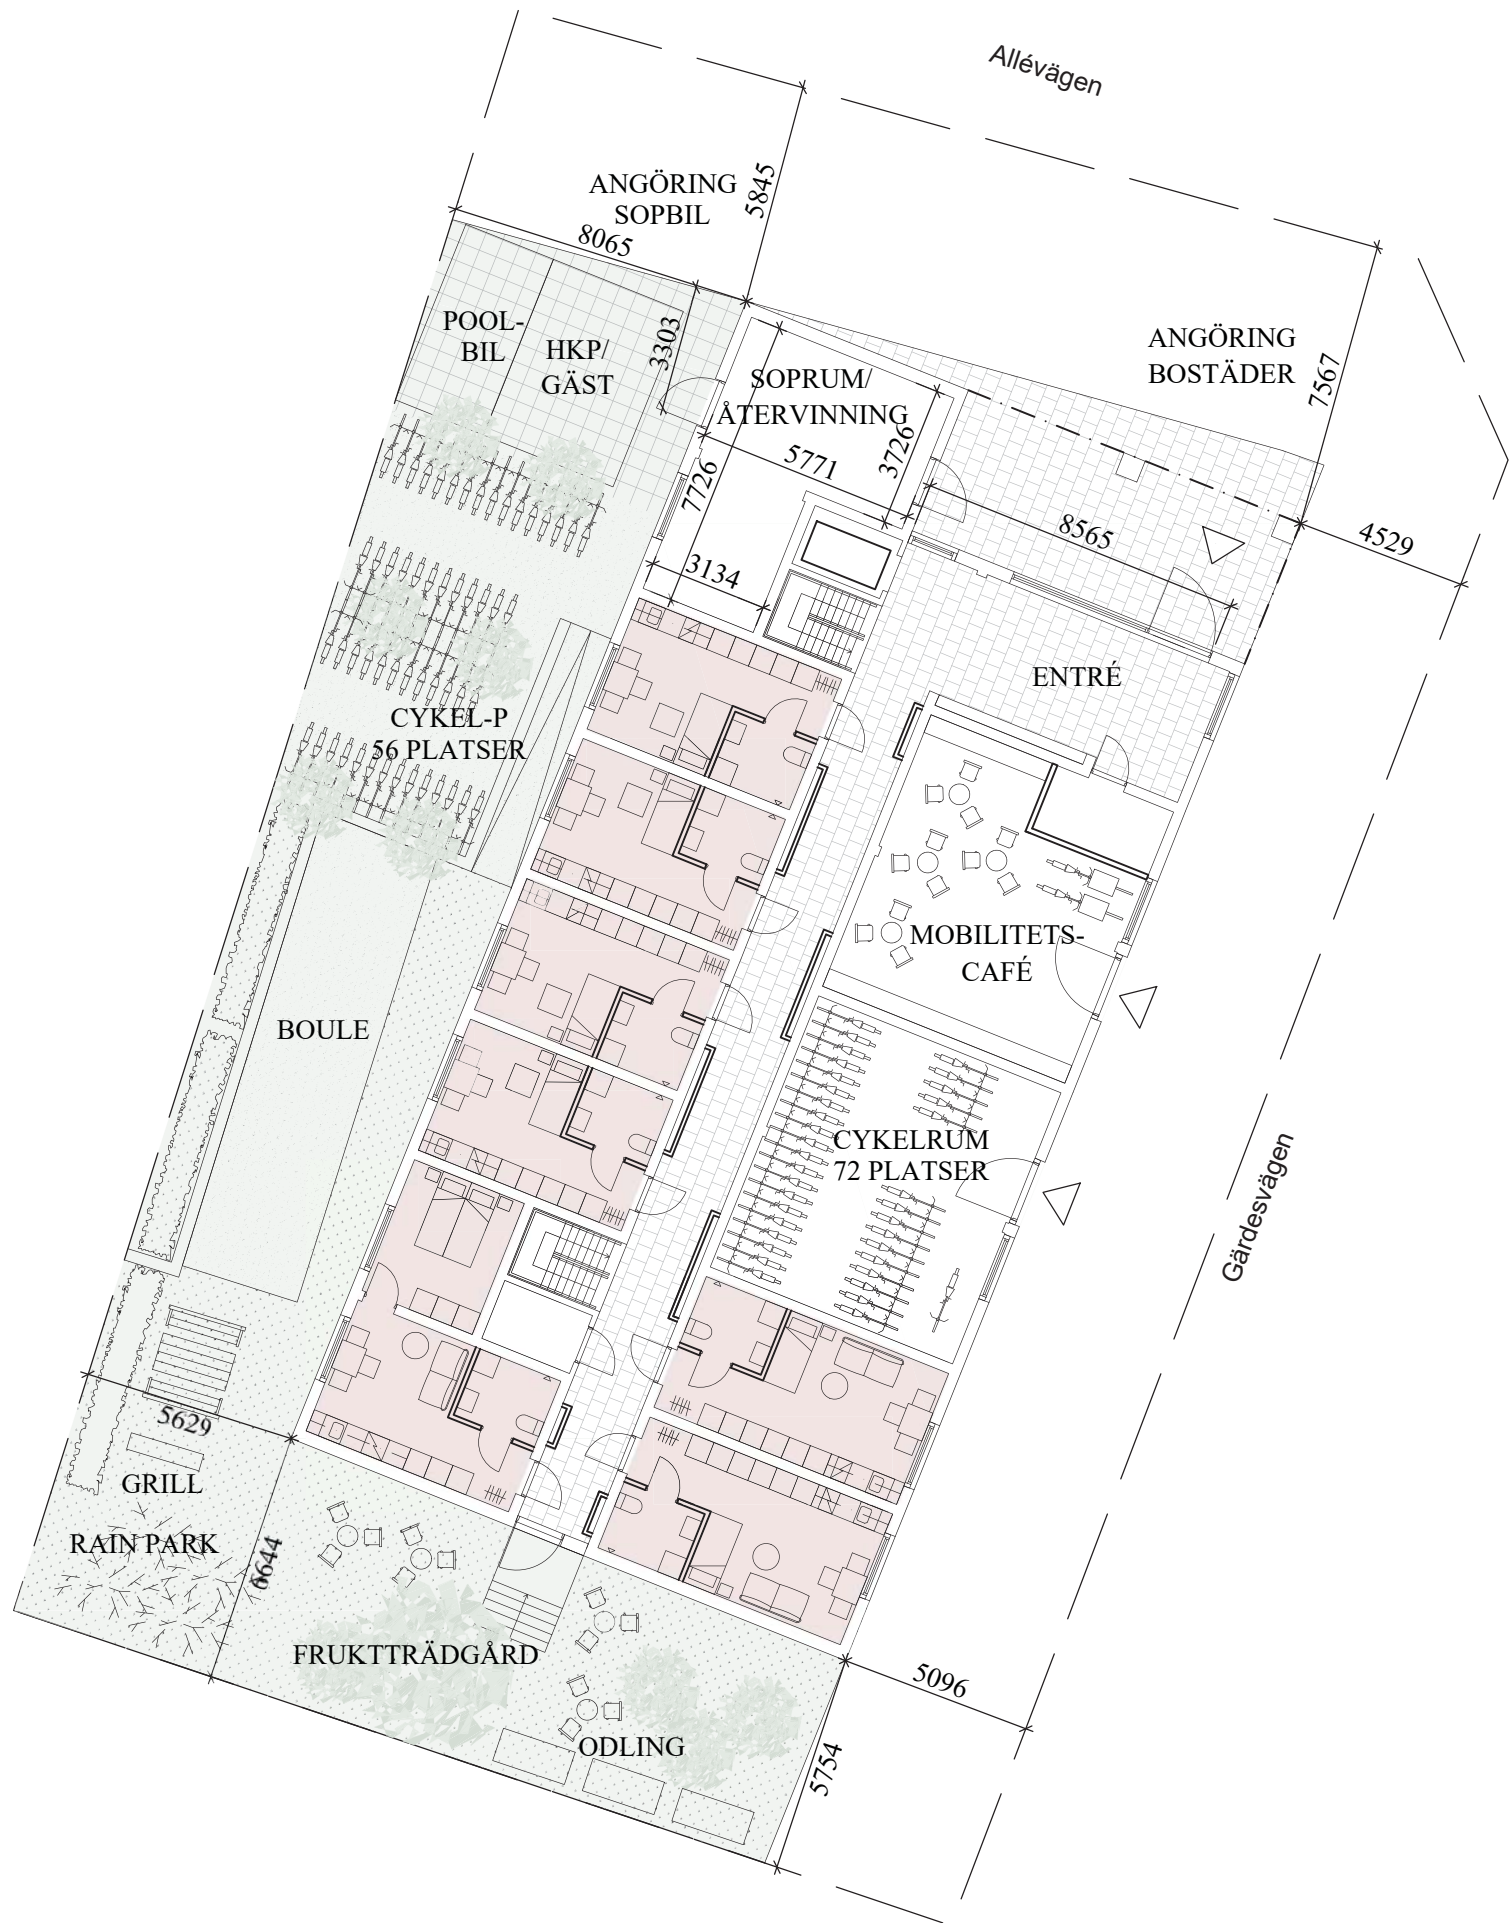 Allévägen
ANGÖRING
SOPBIL
5845
8065
POOL-
BIL
HKP/
GÄST
3303
ANGÖRING
BOSTÄDER
7567
SOPRUM/
ÅTERVINNING
5771
3726
7726
8565
4529
3134
ENTRÉ
CYKEL-P
56 PLATSER
MOBILITETS-
CAFÉ
BOULE
CYKELRUM
72 PLATSER
Gärdesvägen
5629
GRILL
RAIN PARK
6644
FRUKTTRÄDGÅRD
5096
ODLING
5754